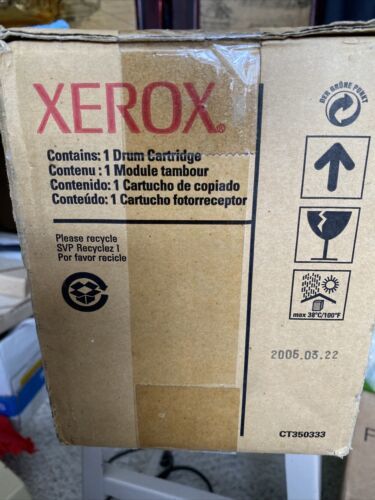 XEROX®
Contains: 1 Drum Cartridge
Contenu : 1 Module tambour
Contenido: 1 Cartucho de copiado
Conteúdo: 1 Cartucho fotorreceptor
Please recycle
SVP Recyclez !
Por favor recicle
DER GRÜNE PUNKT
max 38°C/100°F
2005.03.22
CT350333